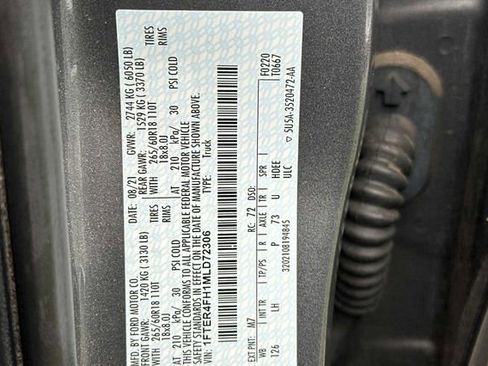 MFD. BY FORD MOTOR CO.
DATE: 08/21 GVWR: 2744 KG ( 6050 LB)
FRONT GAWR: 1420 KG ( 3130 LB) REAR GAWR: 1529 KG ( 3370 LB)
265/60R18 110T TIRES WITH 265/60R18 110T TIRES
18x8.0J RIMS 18x8.0J RIMS
AT 210 kPa/ 30 PSI COLD AT 210 kPa/ 30 PSI COLD
THIS VEHICLE CONFORMS TO ALL APPLICABLE FEDERAL MOTOR VEHICLE
SAFETY STANDARDS IN EFFECT ON THE DATE OF MANUFACTURE SHOWN ABOVE.
VIN: 1FTER4FH1MLD72306 TYPE: Truck
F0220
T0667
EXT PNT: M7 RC: 72 DSO:
WB INT TR TP/PS R AXLE TR SPR
126 LH P 73 U HDEE
ULC
3202108194845
5U5A-3520472-AA